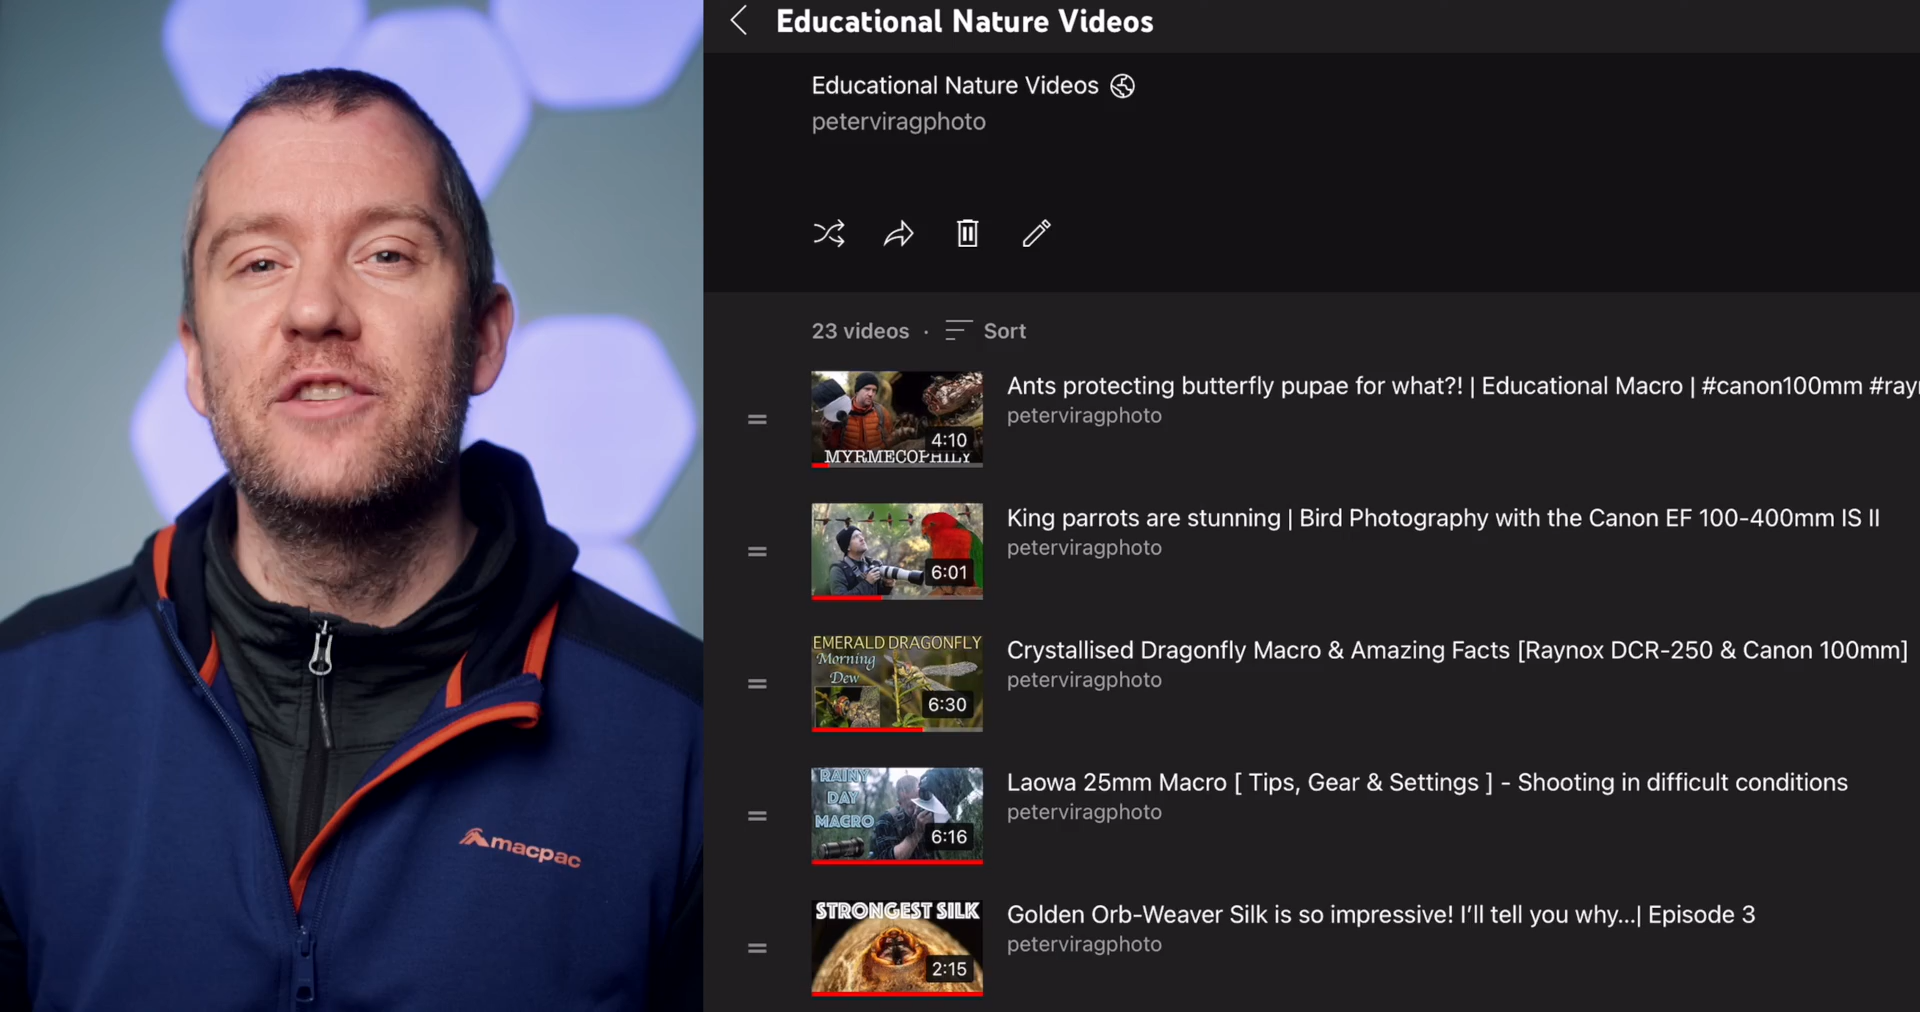 Educational Nature Videos
Educational Nature Videos
peterviragphoto
23 videos · Sort
Ants protecting butterfly pupae for what?! | Educational Macro | #canon100mm #rayn
peterviragphoto
4:10
MYRMECOPHILY
King parrots are stunning | Bird Photography with the Canon EF 100-400mm IS II
peterviragphoto
6:01
EMERALD DRAGONFLY
Morning
Dew
6:30
Crystallised Dragonfly Macro & Amazing Facts [Raynox DCR-250 & Canon 100mm]
peterviragphoto
RAINY
DAY
MACRO
6:16
Laowa 25mm Macro [ Tips, Gear & Settings ] - Shooting in difficult conditions
peterviragphoto
STRONGEST SILK
2:15
Golden Orb-Weaver Silk is so impressive! I'll tell you why...| Episode 3
peterviragphoto
macpac